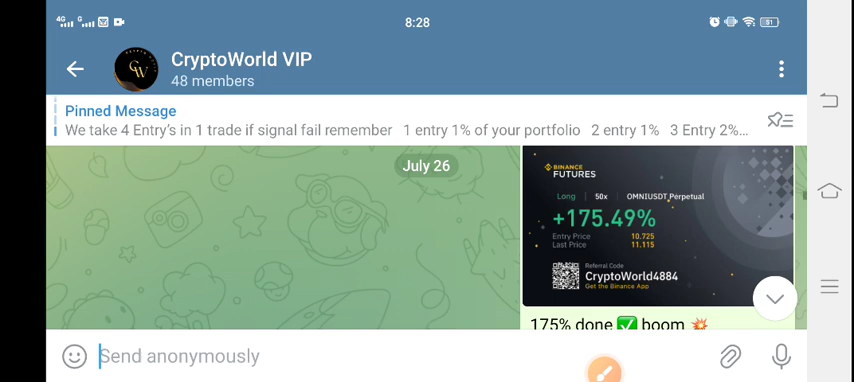 4G G 8:28 51
CryptoWorld VIP
GW
48 members
Pinned Message
We take 4 Entry's in 1 trade if signal fail remember 1 entry 1% of your portfolio 2 entry 1% 3 Entry 2%...
July 26
BINANCE
FUTURES
Long | 50x | OMNIUSDT Perpetual
+175.49%
Entry Price 10.725
Last Price 11.115
Referral Code
CryptoWorld4884
Get the Binance App
175% done ✅ boom 💥
Send anonymously